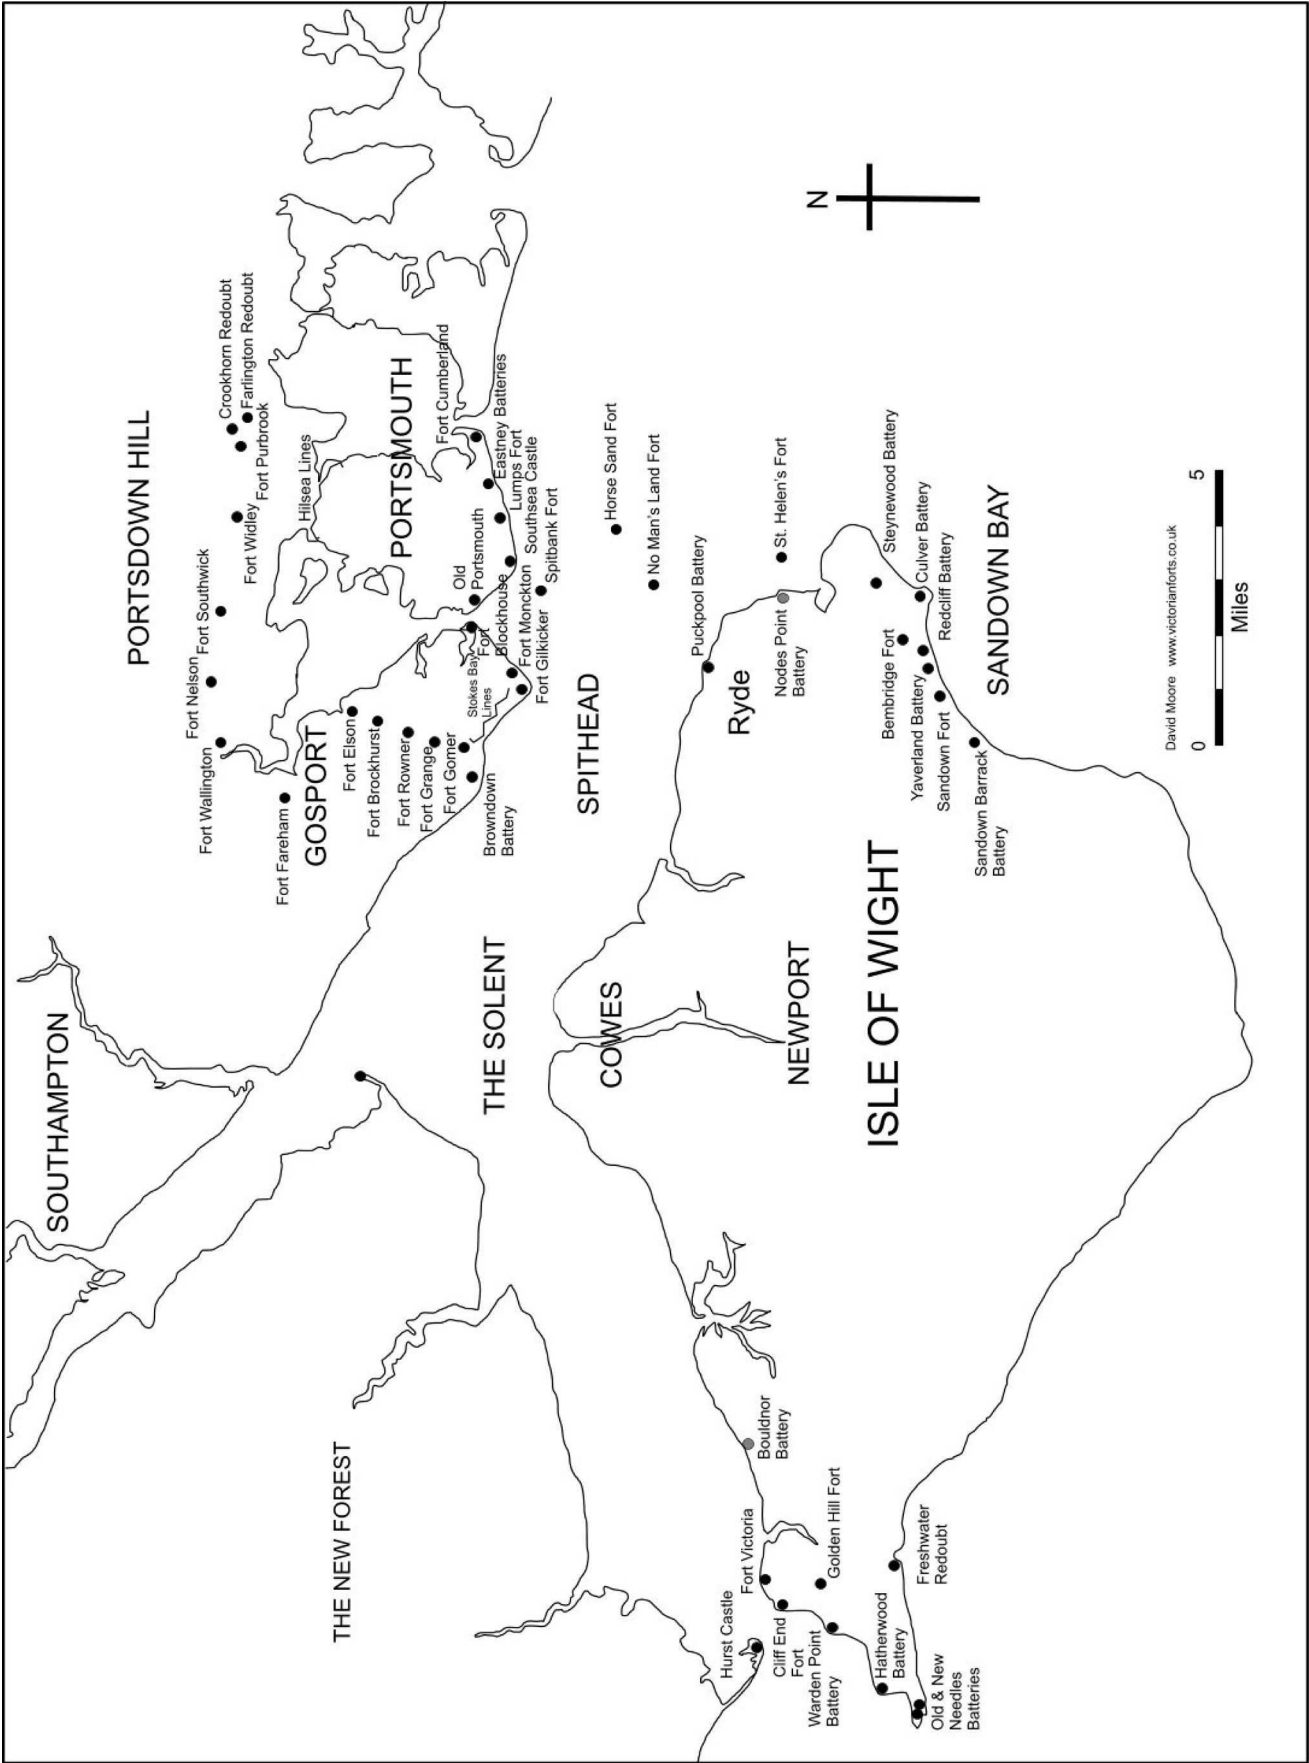 PORTSDOWN HILL
Crookhorn Redoubt
Farlington Redoubt
Fort Purbrook
Fort Widley
Fort Southwick
Fort Nelson
Fort Wallington
Hilsea Lines
PORTSMOUTH
Fort Cumberland
Eastney Batteries
Lumps Fort
Southsea Castle
Spitbank Fort
Old
Portsmouth
Fort
Blockhouse
Fort Monckton
Fort Gilkicker
Stokes Bay
Lines
Fort Fareham
GOSPORT
Fort Elson
Fort Brockhurst
Fort Rowner
Fort Grange
Fort Gomer
Browndown
Battery
SOUTHAMPTON
THE SOLENT
SPITHEAD
Horse Sand Fort
No Man's Land Fort
St. Helen's Fort
Puckpool Battery
Ryde
Nodes Point
Battery
Steynewood Battery
Culver Battery
Redcliff Battery
Bembridge Fort
Yaverland Battery
Sandown Fort
Sandown Barrack
Battery
SANDOWN BAY
COWES
NEWPORT
ISLE OF WIGHT
THE NEW FOREST
Bouldnor
Battery
Fort Victoria
Golden Hill Fort
Hurst Castle
Cliff End
Fort
Warden Point
Battery
Hatherwood
Battery
Freshwater
Redoubt
Old & New
Needles
Batteries
N
David Moore www.victorianforts.co.uk
0 5
Miles